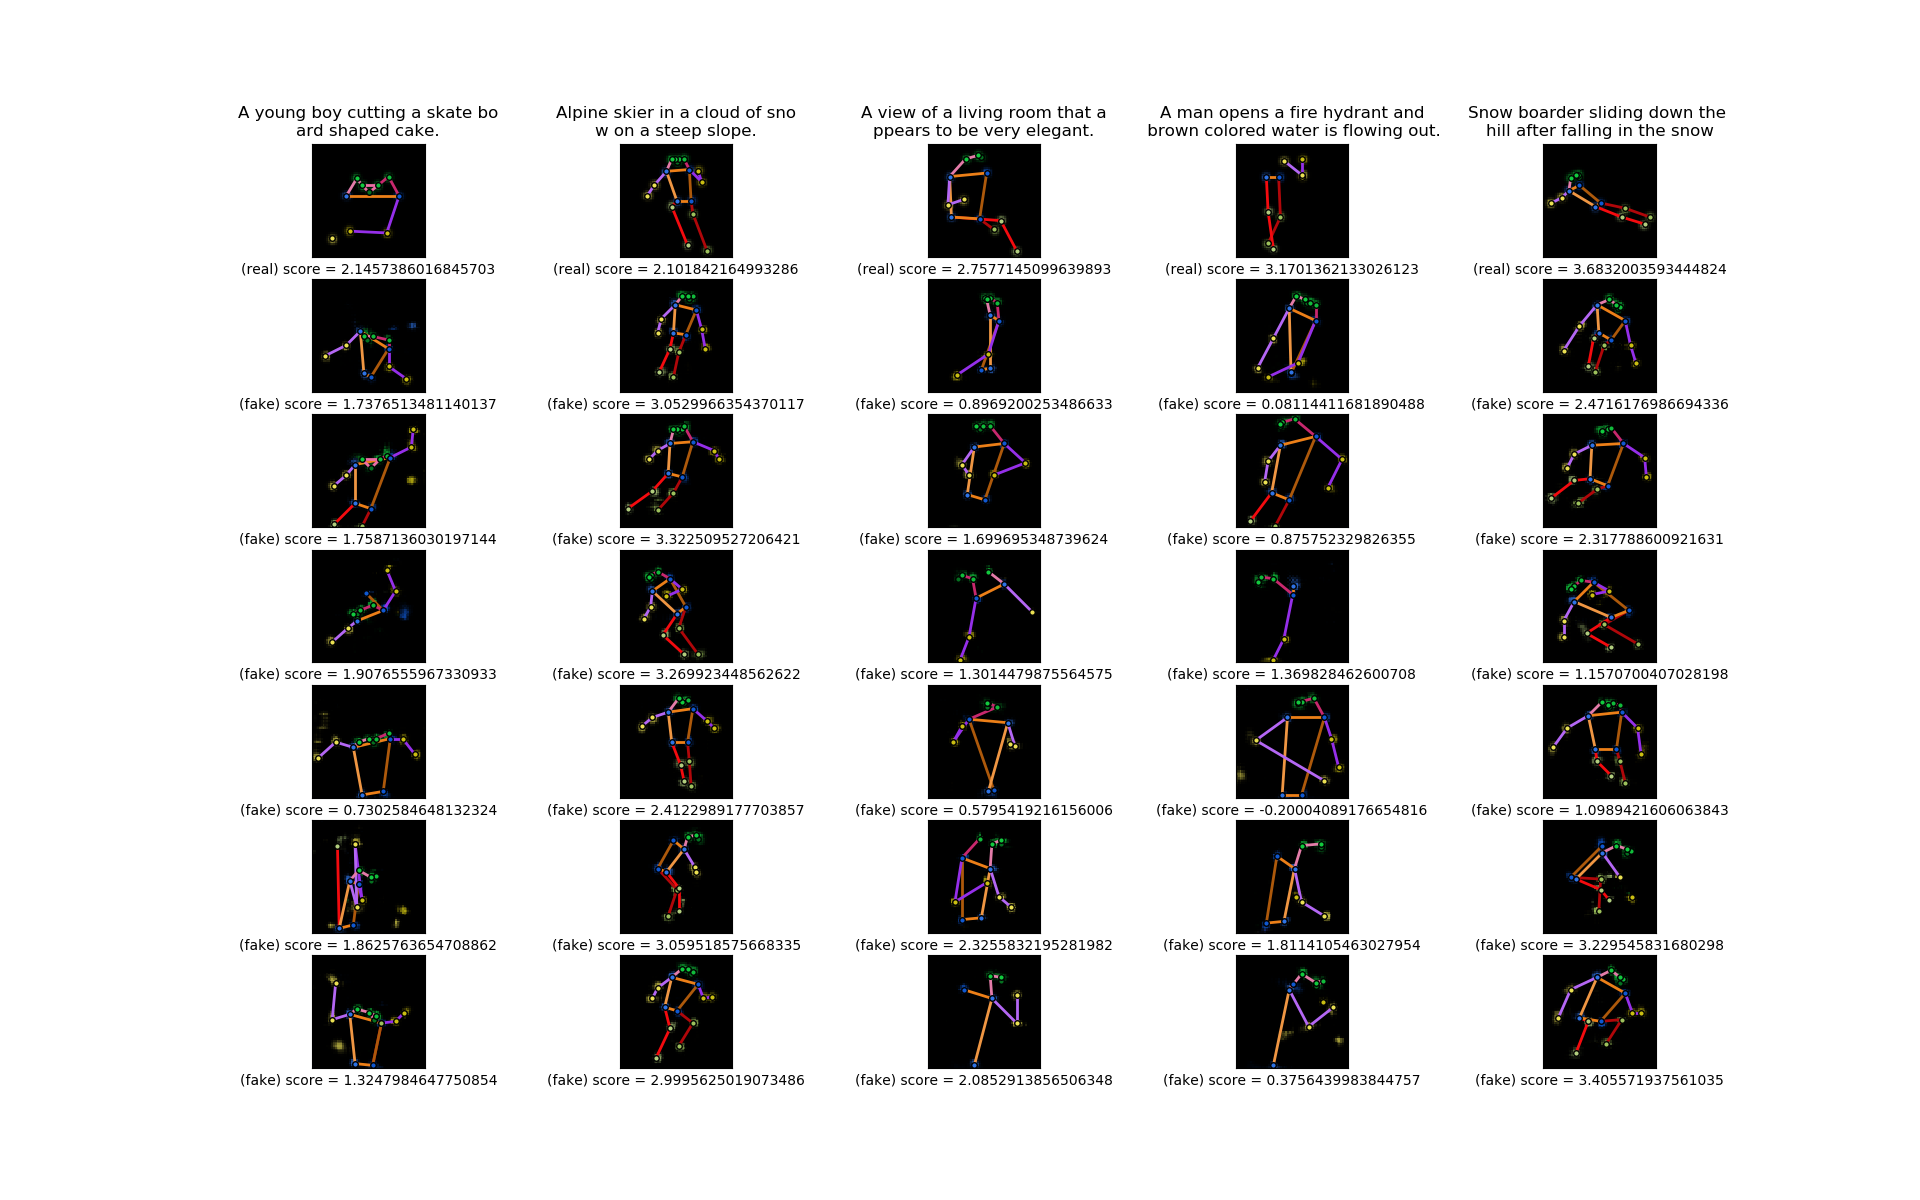 A young boy cutting a skate bo
ard shaped cake.
Alpine skier in a cloud of sno
w on a steep slope.
A view of a living room that a
ppears to be very elegant.
A man opens a fire hydrant and
brown colored water is flowing out.
Snow boarder sliding down the
hill after falling in the snow
(real) score = 2.1457386016845703
(real) score = 2.101842164993286
(real) score = 2.7577145099639893
(real) score = 3.1701362133026123
(real) score = 3.6832003593444824
(fake) score = 1.7376513481140137
(fake) score = 3.0529966354370117
(fake) score = 0.8969200253486633
(fake) score = 0.08114411681890488
(fake) score = 2.4716176986694336
(fake) score = 1.7587136030197144
(fake) score = 3.322509527206421
(fake) score = 1.699695348739624
(fake) score = 0.875752329826355
(fake) score = 2.317788600921631
(fake) score = 1.9076555967330933
(fake) score = 3.269923448562622
(fake) score = 1.3014479875564575
(fake) score = 1.369828462600708
(fake) score = 1.1570700407028198
(fake) score = 0.7302584648132324
(fake) score = 2.4122989177703857
(fake) score = 0.5795419216156006
(fake) score = -0.20004089176654816
(fake) score = 1.0989421606063843
(fake) score = 1.8625763654708862
(fake) score = 3.059518575668335
(fake) score = 2.3255832195281982
(fake) score = 1.8114105463027954
(fake) score = 3.229545831680298
(fake) score = 1.3247984647750854
(fake) score = 2.9995625019073486
(fake) score = 2.0852913856506348
(fake) score = 0.3756439983844757
(fake) score = 3.405571937561035